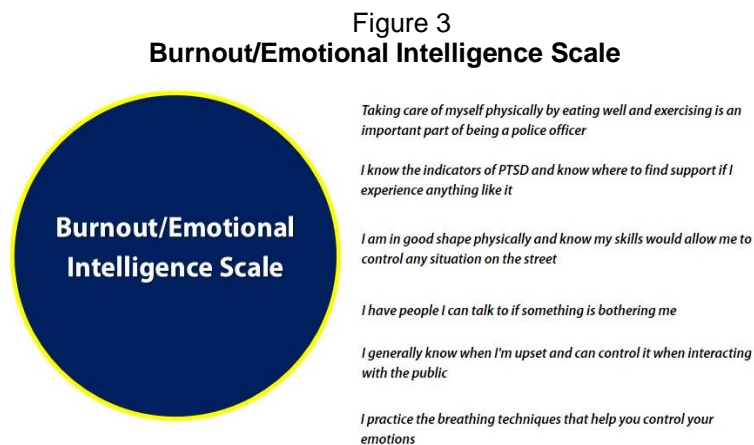 Figure 3
Burnout/Emotional Intelligence Scale
Burnout/Emotional
Intelligence Scale
Taking care of myself physically by eating well and exercising is an
important part of being a police officer
I know the indicators of PTSD and know where to find support if I
experience anything like it
I am in good shape physically and know my skills would allow me to
control any situation on the street
I have people I can talk to if something is bothering me
I generally know when I'm upset and can control it when interacting
with the public
I practice the breathing techniques that help you control your
emotions